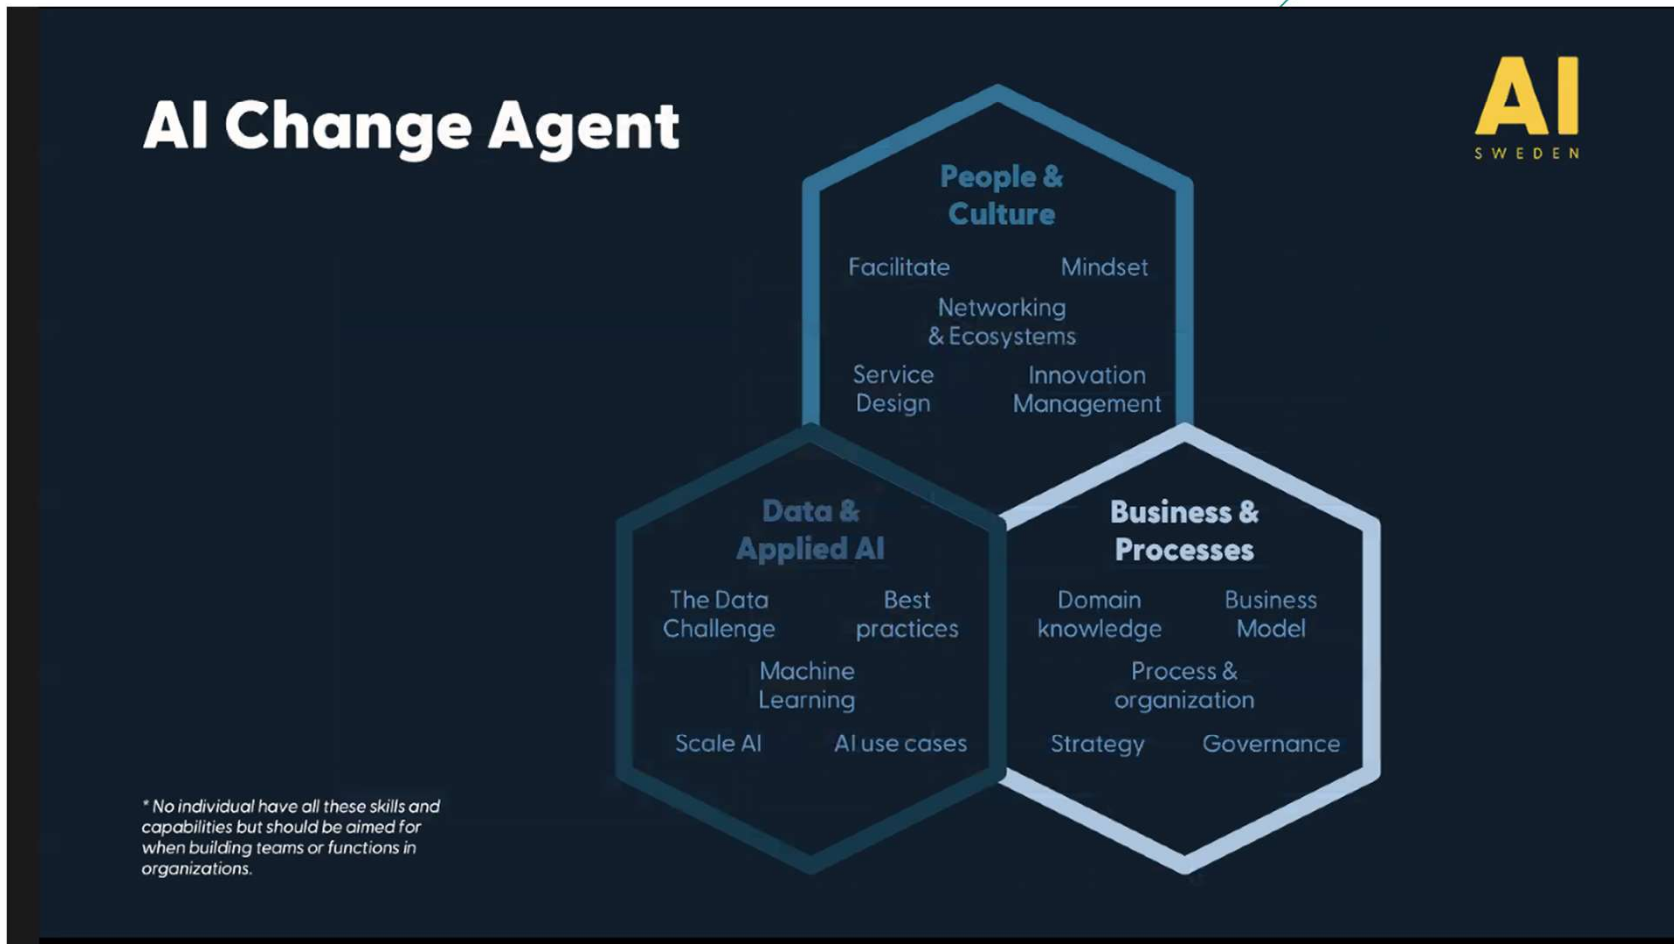 AI Change Agent
AI
SWEDEN
People &
Culture
Facilitate
Mindset
Networking
& Ecosystems
Service
Design
Innovation
Management
Data &
Applied AI
The Data
Challenge
Best
practices
Machine
Learning
Scale AI
AI use cases
Business &
Processes
Domain
knowledge
Business
Model
Process &
organization
Strategy
Governance
* No individual have all these skills and
capabilities but should be aimed for
when building teams or functions in
organizations.